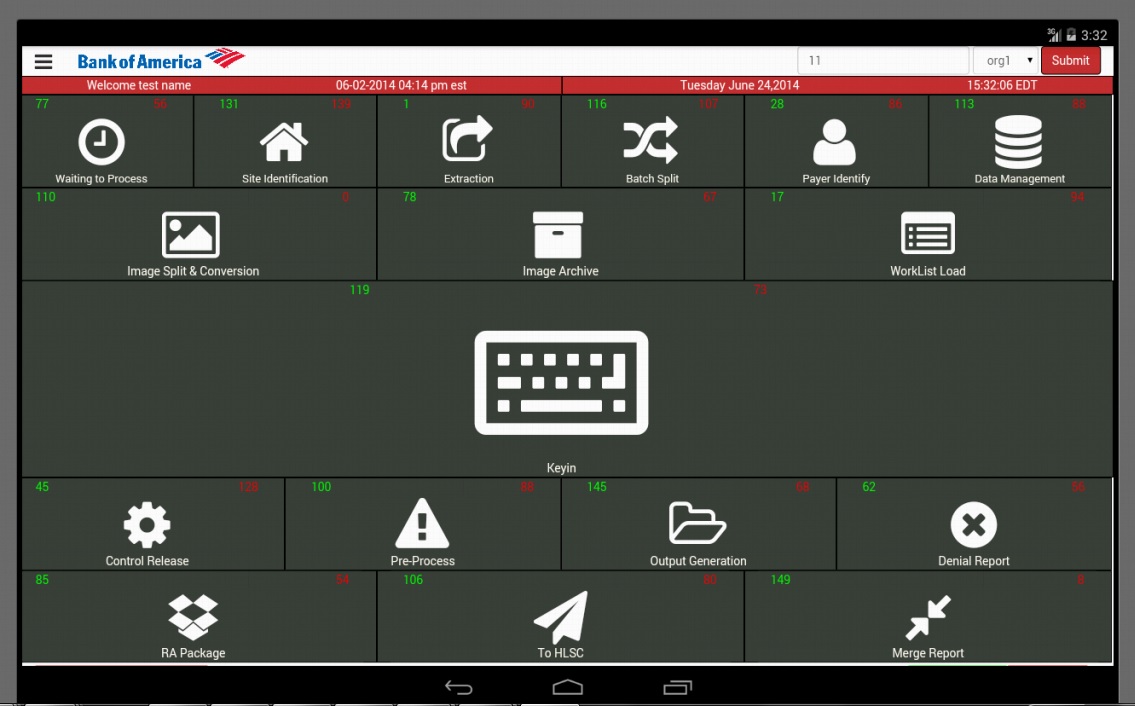 3G 3:32
Bank of America 11 org1 Submit
Welcome test name 06-02-2014 04:14 pm est Tuesday June 24,2014 15:32:06 EDT
77 56 131 139 1 90 116 107 28 86 113 88
Waiting to Process Site Identification Extraction Batch Split Payer Identify Data Management
110 0 78 67 17 94
Image Split & Conversion Image Archive WorkList Load
119 73
Keyin
45 129 100 88 145 68 62 56
Control Release Pre-Process Output Generation Denial Report
85 54 106 80 149 8
RA Package To HLSC Merge Report